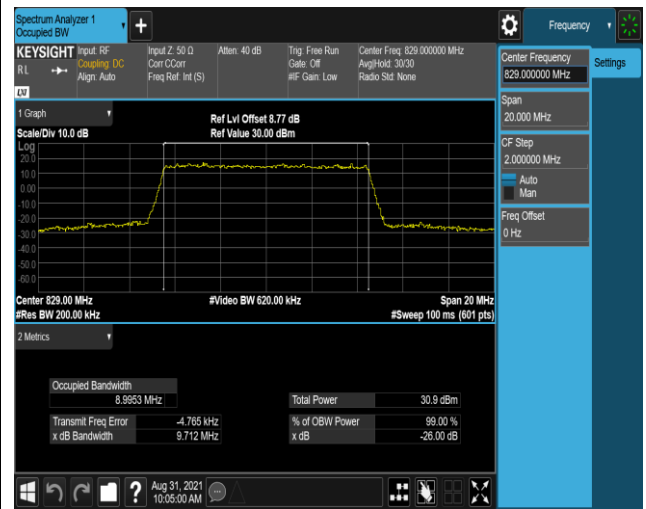 Spectrum Analyzer 1
Occupied BW
Frequency
KEYSIGHT
RL
LXI
Input: RF
Coupling: DC
Align: Auto
Input Z: 50 Ω
Corr CCorr
Freq Ref: Int (S)
Atten: 40 dB
Trig: Free Run
Gate: Off
#IF Gain: Low
Center Freq: 829.000000 MHz
Avg|Hold: 30/30
Radio Std: None
Center Frequency
829.000000 MHz
Settings
Span
20.000 MHz
CF Step
2.000000 MHz
Auto
Man
Freq Offset
0 Hz
1 Graph
Scale/Div 10.0 dB
Ref Lvl Offset 8.77 dB
Ref Value 30.00 dBm
Log
20.0
10.0
0.00
-10.0
-20.0
-30.0
-40.0
-50.0
-60.0
Center 829.00 MHz
#Video BW 620.00 kHz
Span 20 MHz
#Res BW 200.00 kHz
#Sweep 100 ms (601 pts)
2 Metrics
Occupied Bandwidth
8.9953 MHz
Total Power 30.9 dBm
Transmit Freq Error -4.765 kHz
% of OBW Power 99.00 %
x dB Bandwidth 9.712 MHz
x dB -26.00 dB
?
Aug 31, 2021
10:05:00 AM